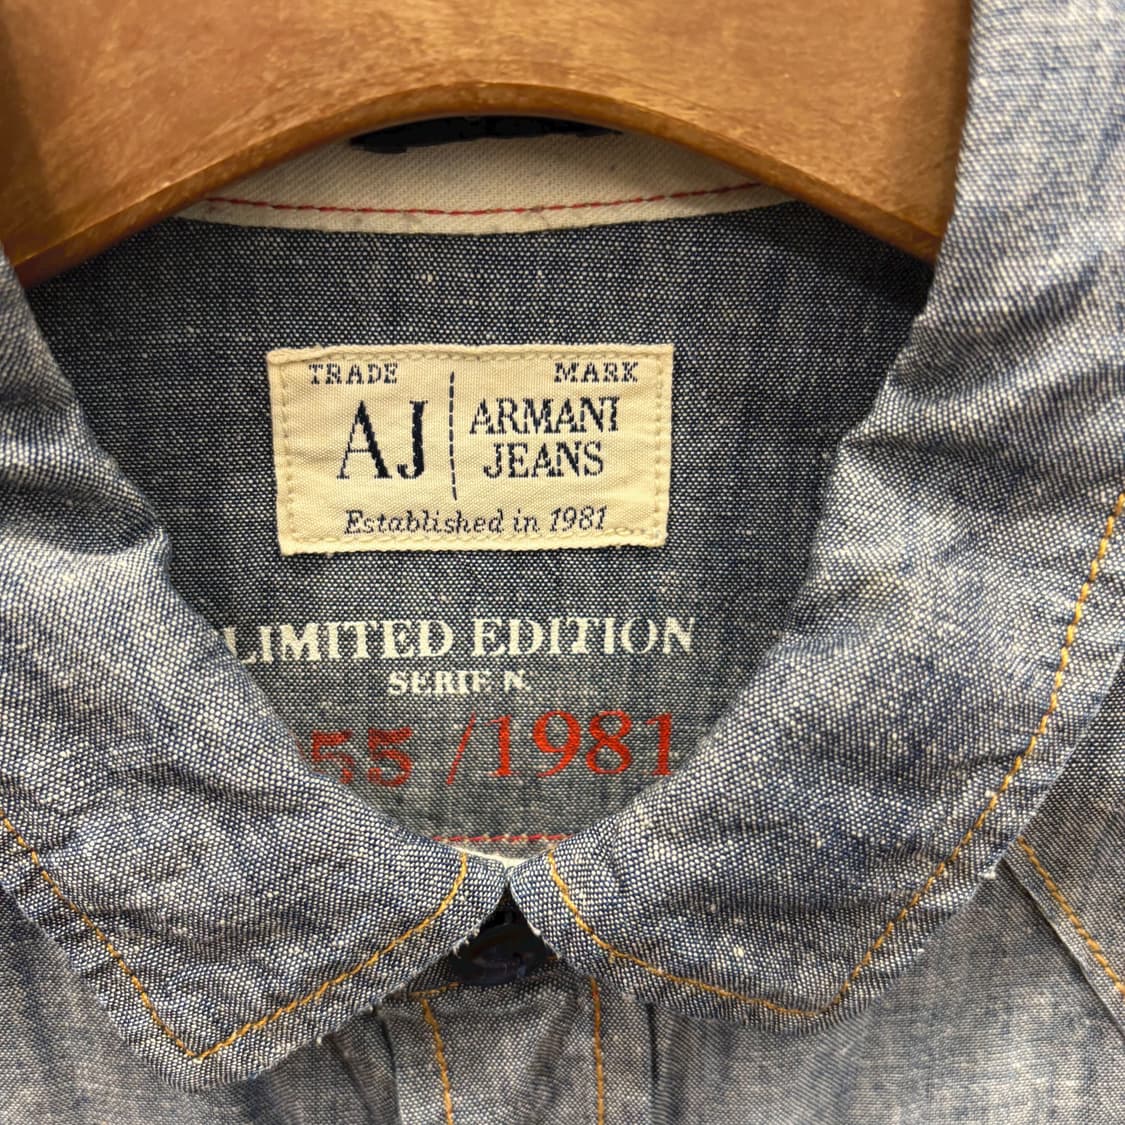 TRADE MARK
AJ ARMANI
JEANS
Established in 1981
LIMITED EDITION
SERIE N.
55 /1981